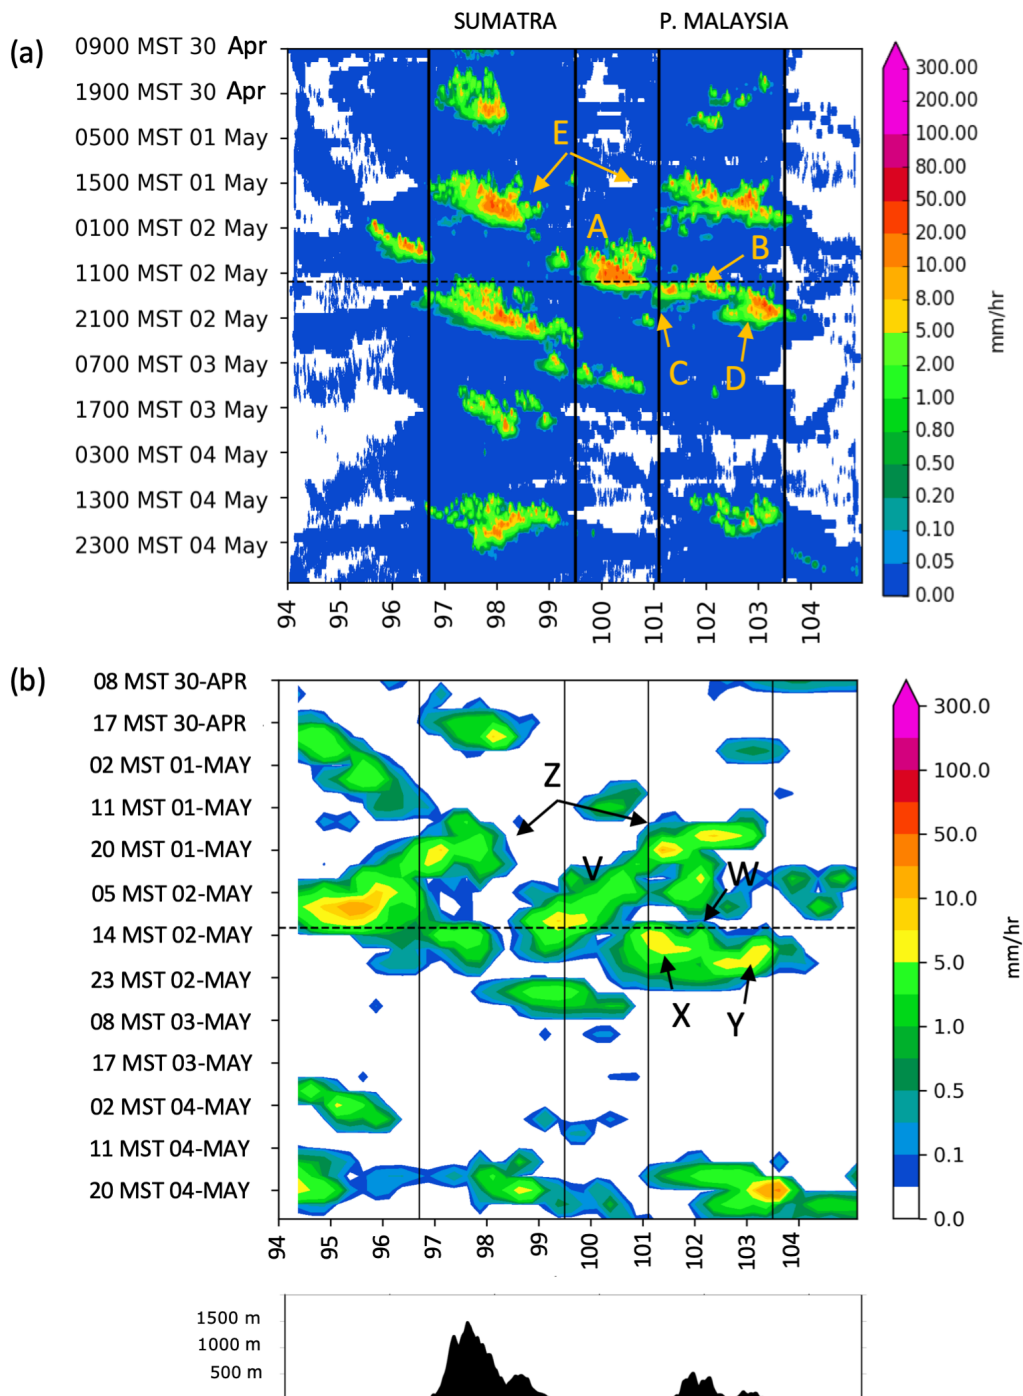 SUMATRA P. MALAYSIA
(a)
0900 MST 30 Apr
1900 MST 30 Apr
0500 MST 01 May
1500 MST 01 May
0100 MST 02 May
1100 MST 02 May
2100 MST 02 May
0700 MST 03 May
1700 MST 03 May
0300 MST 04 May
1300 MST 04 May
2300 MST 04 May
E
A
B
C
D
94 95 96 97 98 99 100 101 102 103 104
300.00
200.00
100.00
80.00
50.00
20.00
10.00
8.00
5.00
2.00
1.00
0.80
0.50
0.20
0.10
0.05
0.00
mm/hr
(b)
08 MST 30-APR
17 MST 30-APR
02 MST 01-MAY
11 MST 01-MAY
20 MST 01-MAY
05 MST 02-MAY
14 MST 02-MAY
23 MST 02-MAY
08 MST 03-MAY
17 MST 03-MAY
02 MST 04-MAY
11 MST 04-MAY
20 MST 04-MAY
Z
V
W
X
Y
94 95 96 97 98 99 100 101 102 103 104
300.0
100.0
50.0
10.0
5.0
1.0
0.5
0.1
0.0
mm/hr
1500 m
1000 m
500 m